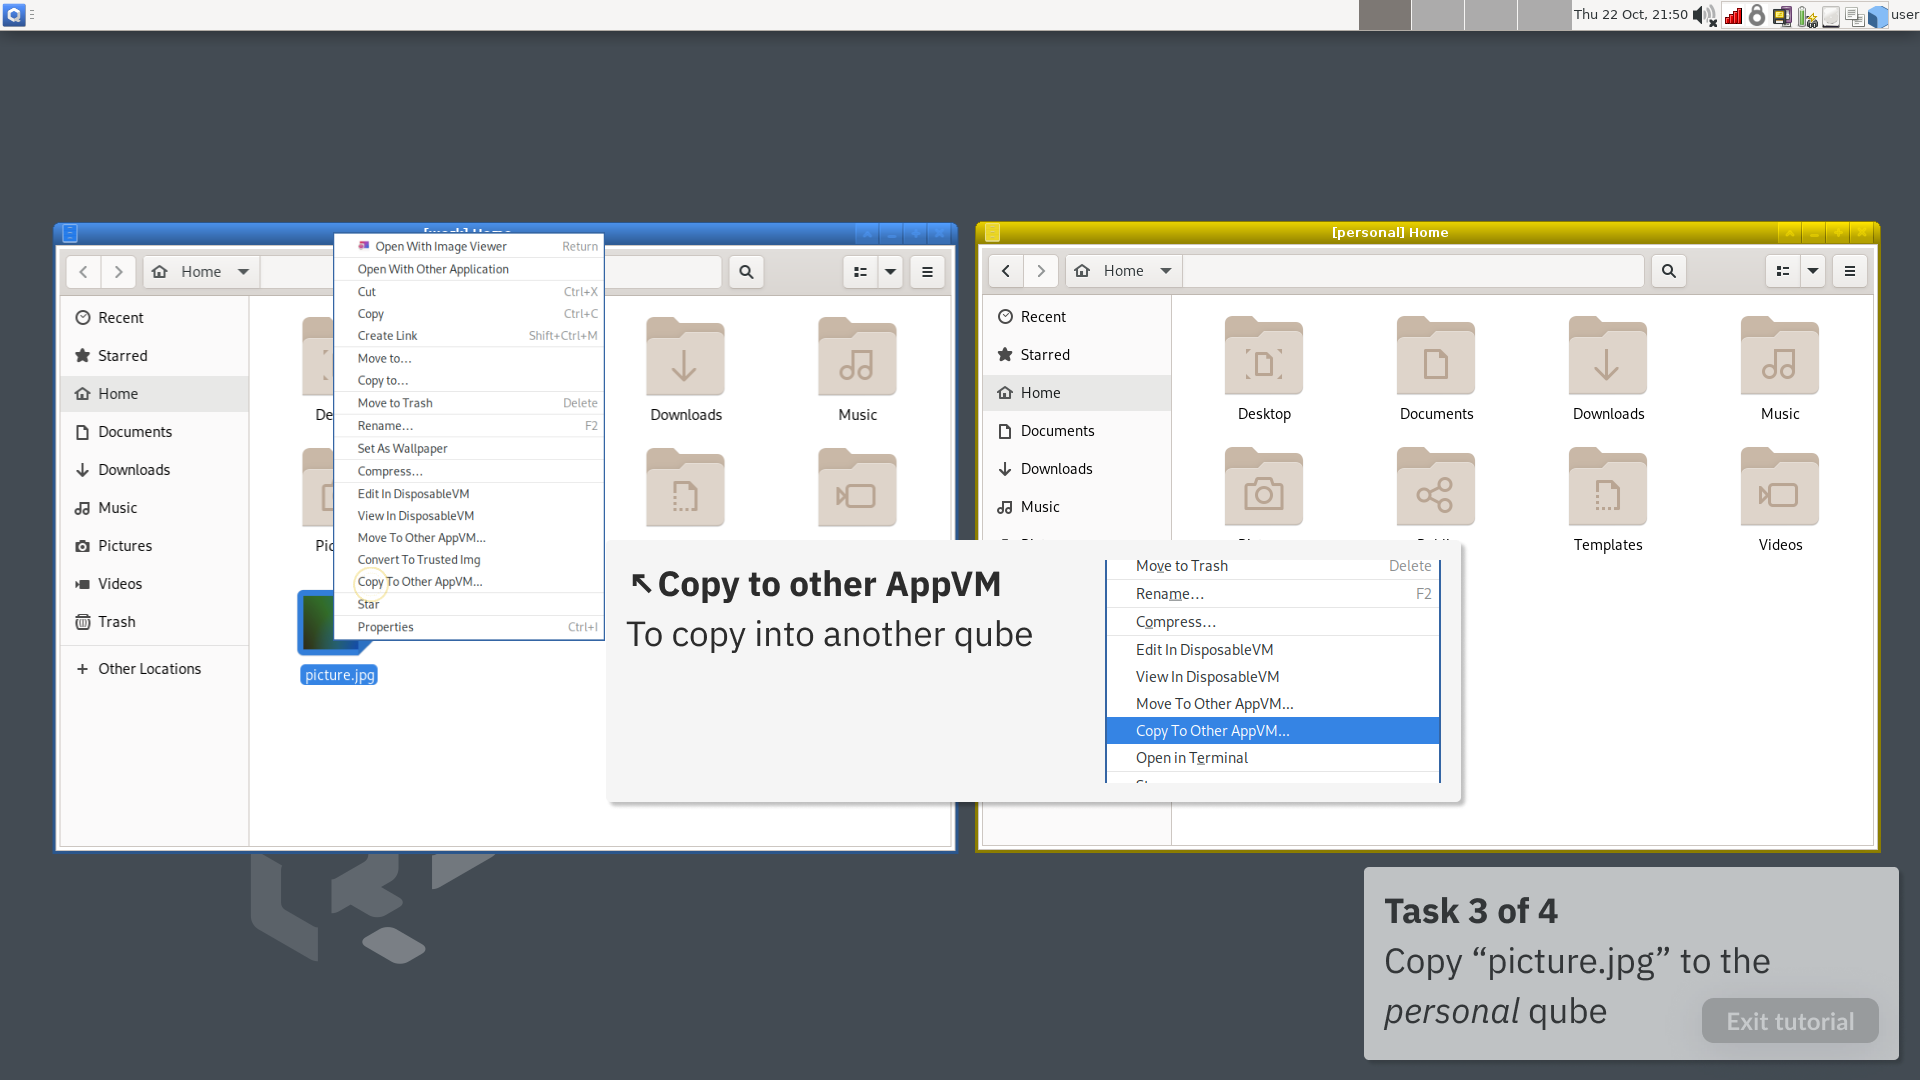 Thu 22 Oct, 21:50
user
Home
Recent
Starred
Home
Documents
Downloads
Music
Pictures
Videos
Trash
+ Other Locations
Downloads
Music
picture.jpg
Open With Image Viewer Return
Open With Other Application
Cut Ctrl+X
Copy Ctrl+C
Create Link Shift+Ctrl+M
Move to...
Copy to...
Move to Trash Delete
Rename... F2
Set As Wallpaper
Compress...
Edit In DisposableVM
View In DisposableVM
Move To Other AppVM...
Convert To Trusted Img
Copy To Other AppVM...
Star
Properties Ctrl+I
[personal] Home
Home
Recent
Starred
Home
Documents
Downloads
Music
Desktop
Documents
Downloads
Music
Templates
Videos
Copy to other AppVM
To copy into another qube
Move to Trash Delete
Rename... F2
Compress...
Edit In DisposableVM
View In DisposableVM
Move To Other AppVM...
Copy To Other AppVM...
Open in Terminal
Task 3 of 4
Copy “picture.jpg” to the
personal qube
Exit tutorial